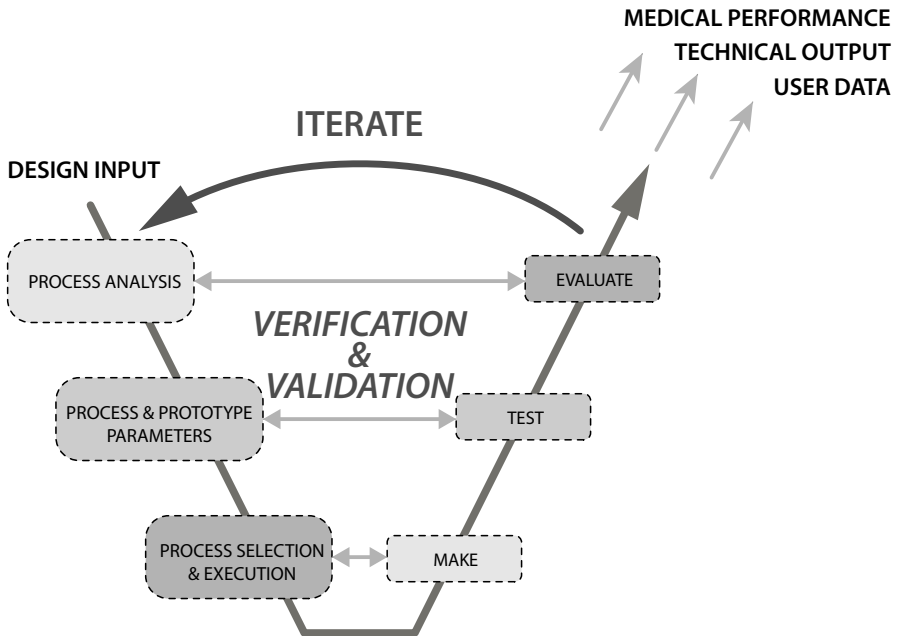 MEDICAL PERFORMANCE
TECHNICAL OUTPUT
USER DATA
ITERATE
DESIGN INPUT
PROCESS ANALYSIS
EVALUATE
VERIFICATION
&
VALIDATION
PROCESS & PROTOTYPE
PARAMETERS
TEST
PROCESS SELECTION
& EXECUTION
MAKE